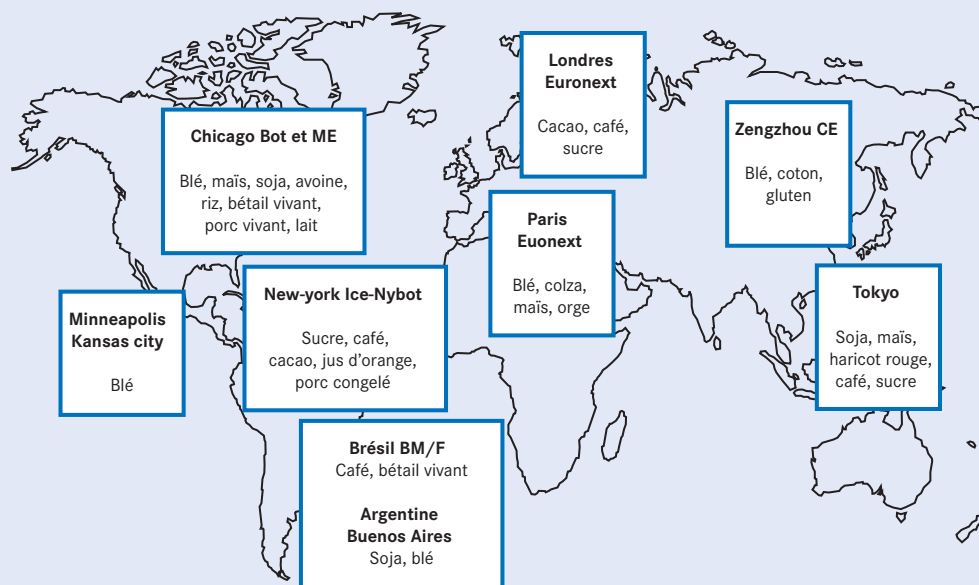 Londres
Euronext
Cacao, café,
sucre
Chicago Bot et ME
Blé, maïs, soja, avoine,
riz, bétail vivant,
porc vivant, lait
Zengzhou CE
Blé, coton,
gluten
Paris
Euonext
Blé, colza,
maïs, orge
New-york Ice-Nybot
Sucre, café,
cacao, jus d'orange,
porc congelé
Tokyo
Soja, maïs,
haricot rouge,
café, sucre
Minneapolis
Kansas city
Blé
Brésil BM/F
Café, bétail vivant
Argentine
Buenos Aires
Soja, blé